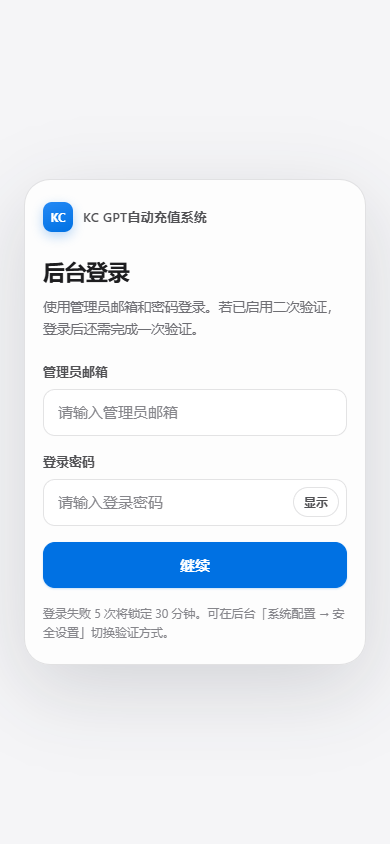 KC KC GPT自动充值系统
后台登录
使用管理员邮箱和密码登录。若已启用二次验证，
登录后还需完成一次验证。
管理员邮箱
请输入管理员邮箱
登录密码
请输入登录密码 显示
继续
登录失败 5 次将锁定 30 分钟。可在后台「系统配置 → 安
全设置」切换验证方式。